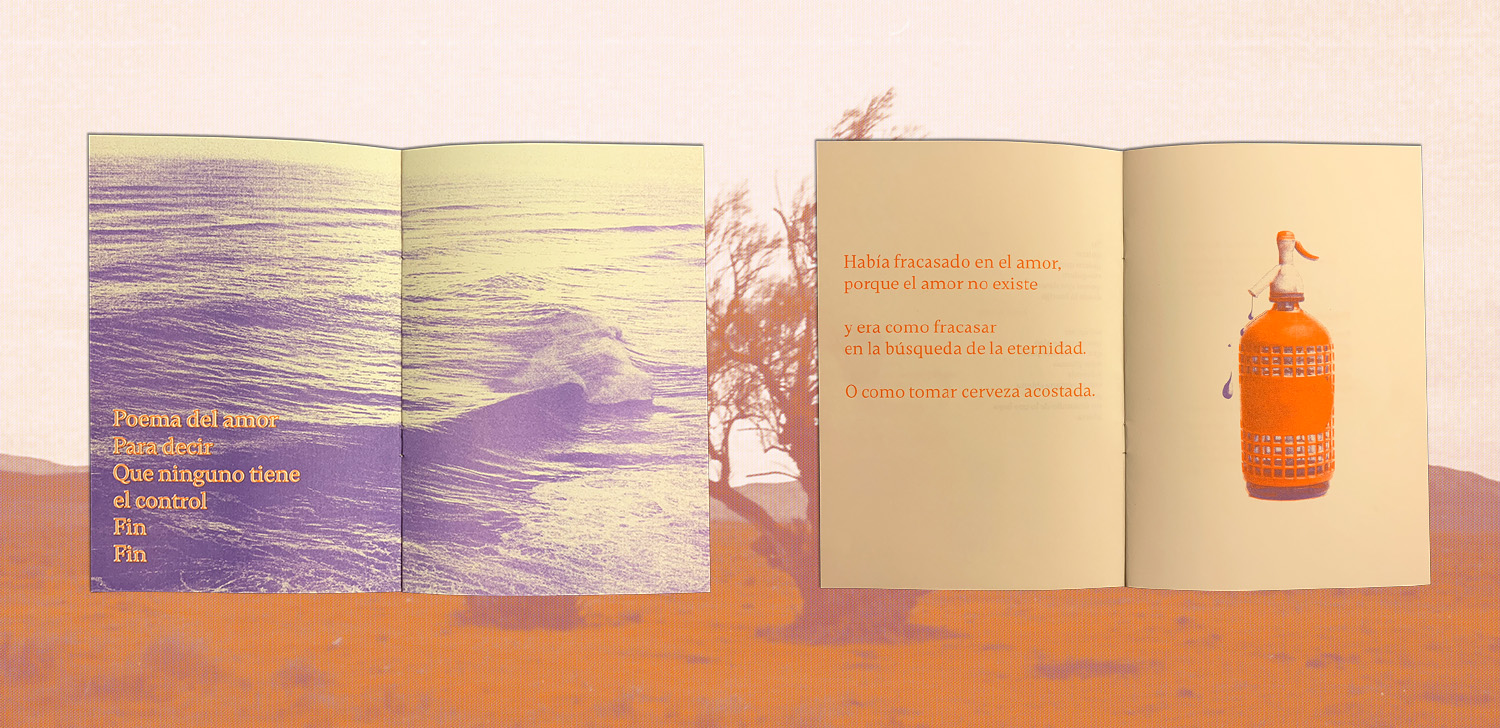 Poema del amor
Para decir
Que ninguno tiene
el control
Fin
Fin
Había fracasado en el amor,
porque el amor no existe
y era como fracasar
en la búsqueda de la eternidad.
O como tomar cerveza acostada.